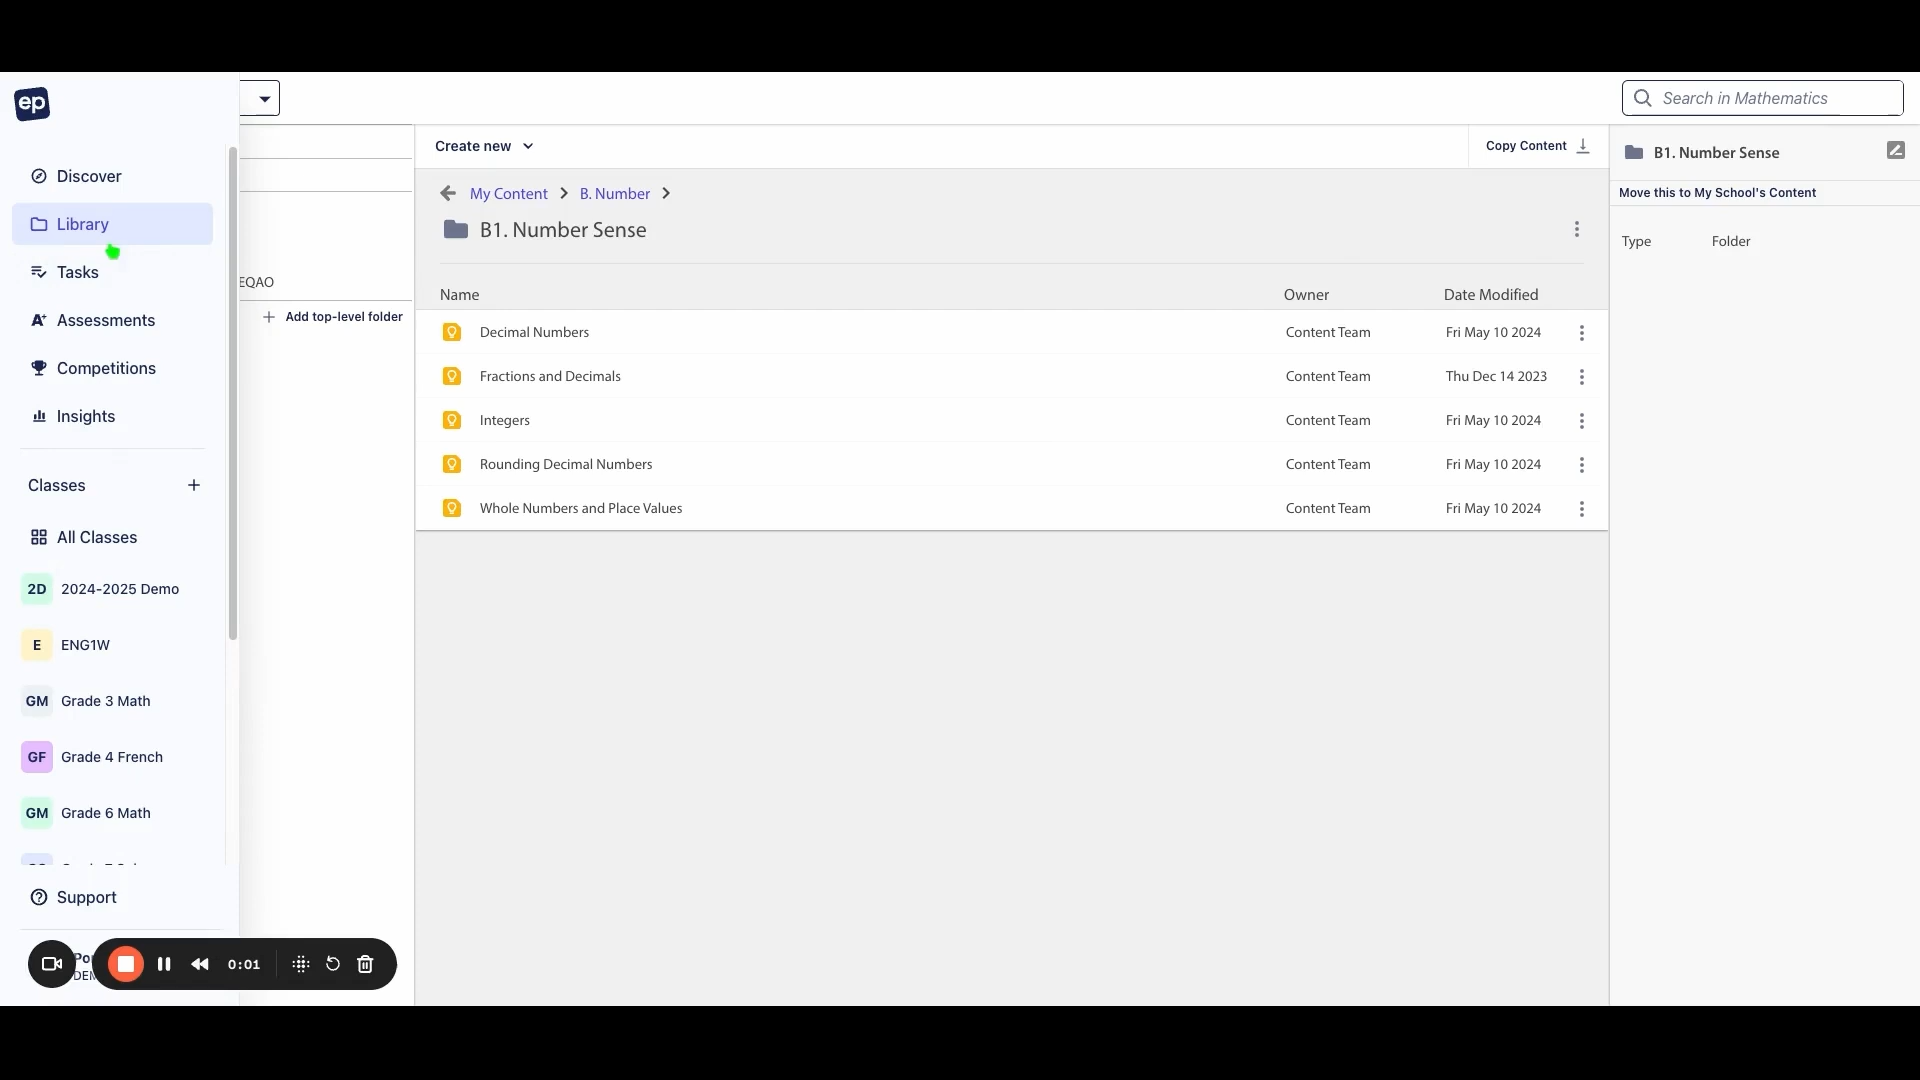 ep
Search in Mathematics
Create new
Copy Content
B1. Number Sense
Discover
My Content > B. Number >
Move this to My School's Content
Library
B1. Number Sense
Type Folder
Tasks
EQAO
Name Owner Date Modified
Add top-level folder
Assessments
Decimal Numbers Content Team Fri May 10 2024
Competitions
Fractions and Decimals Content Team Thu Dec 14 2023
Insights
Integers Content Team Fri May 10 2024
Rounding Decimal Numbers Content Team Fri May 10 2024
Classes
Whole Numbers and Place Values Content Team Fri May 10 2024
All Classes
2D 2024-2025 Demo
E ENG1W
GM Grade 3 Math
GF Grade 4 French
GM Grade 6 Math
Support
0:01